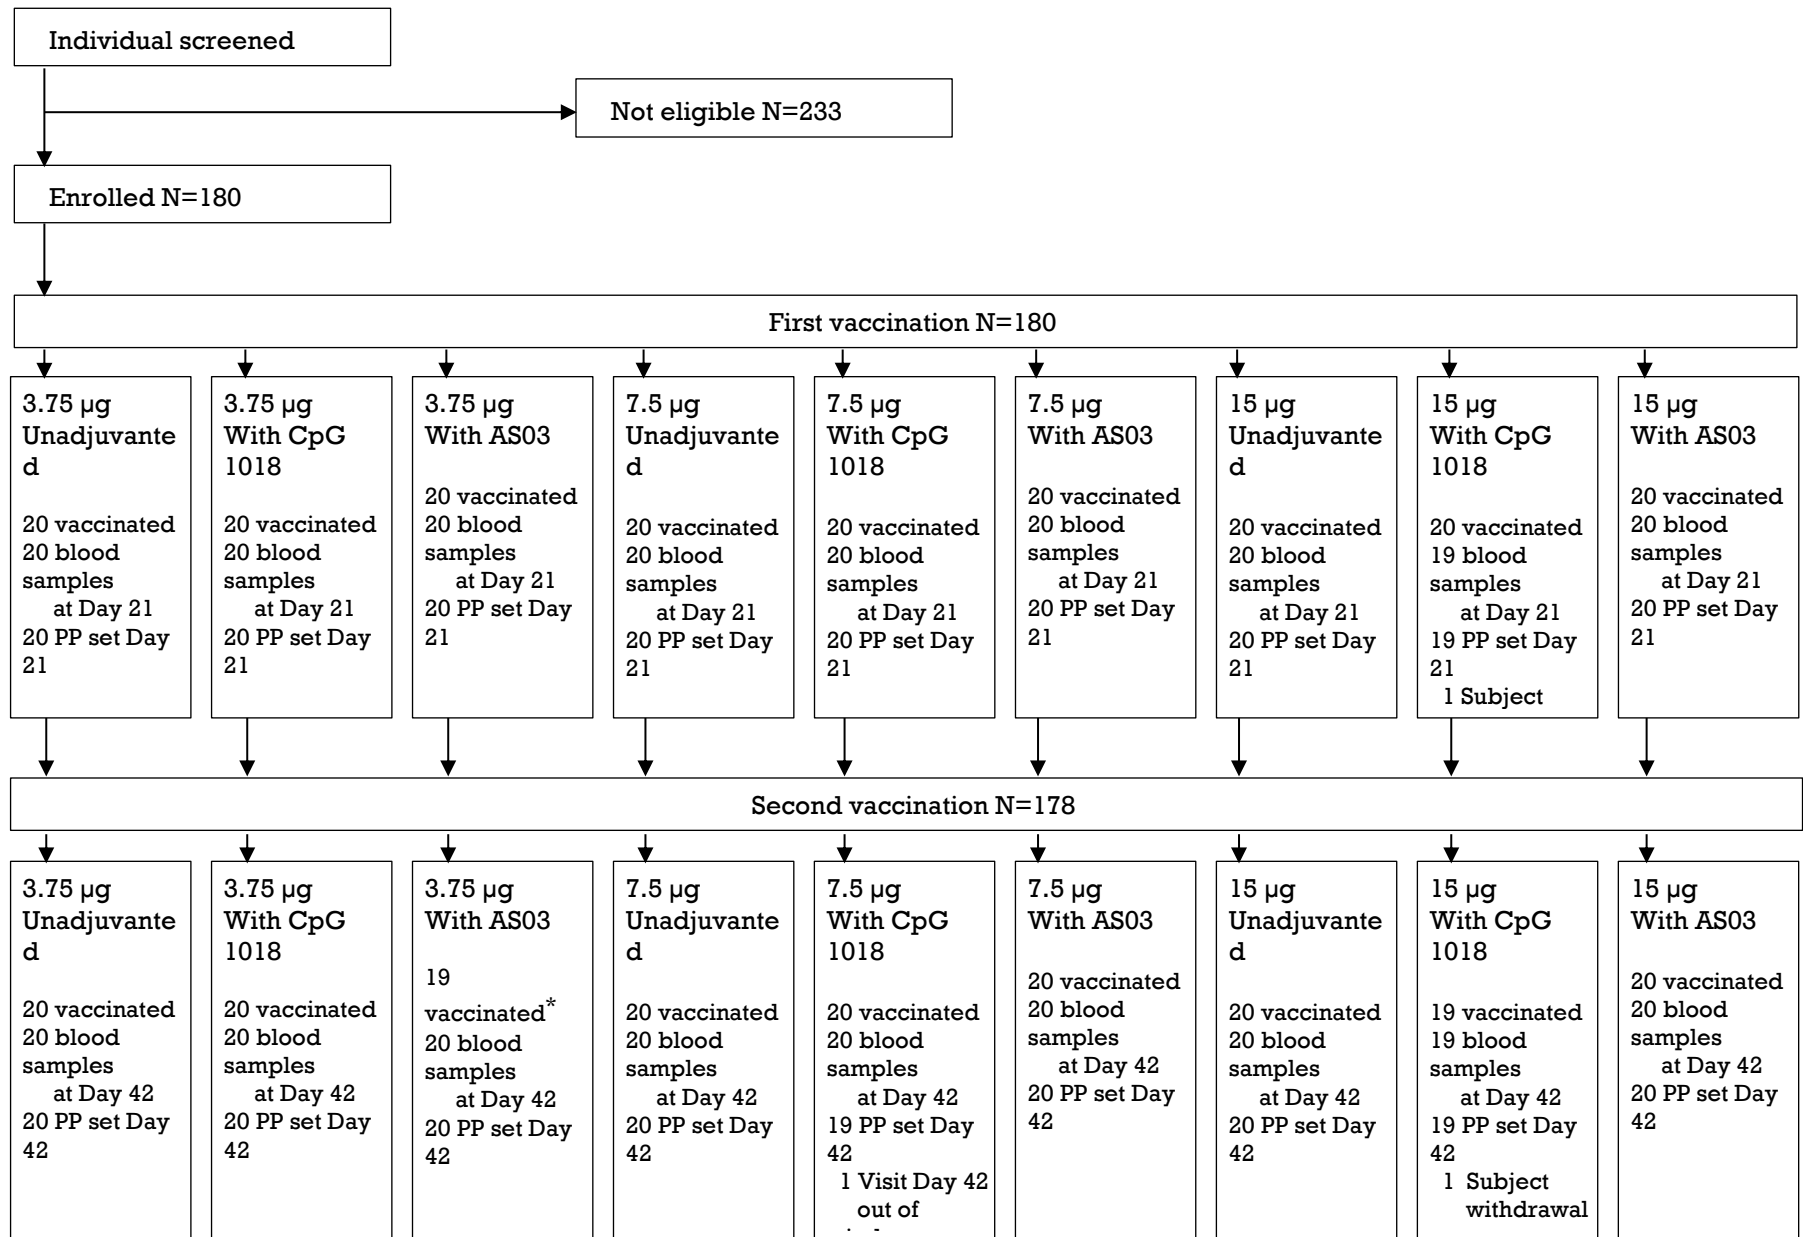 Individual screened
Not eligible N=233
Enrolled N=180
First vaccination N=180
3.75 µg
Unadjuvante
d
20 vaccinated
20 blood
samples
at Day 21
20 PP set Day
21
3.75 µg
With CpG
1018
20 vaccinated
20 blood
samples
at Day 21
20 PP set Day
21
3.75 µg
With AS03
20 vaccinated
20 blood
samples
at Day 21
20 PP set Day
21
7.5 µg
Unadjuvante
d
20 vaccinated
20 blood
samples
at Day 21
20 PP set Day
21
7.5 µg
With CpG
1018
20 vaccinated
20 blood
samples
at Day 21
20 PP set Day
21
7.5 µg
With AS03
20 vaccinated
20 blood
samples
at Day 21
20 PP set Day
21
15 µg
Unadjuvante
d
20 vaccinated
20 blood
samples
at Day 21
20 PP set Day
21
15 µg
With CpG
1018
20 vaccinated
19 blood
samples
at Day 21
19 PP set Day
21
1 Subject
15 µg
With AS03
20 vaccinated
20 blood
samples
at Day 21
20 PP set Day
21
Second vaccination N=178
3.75 µg
Unadjuvante
d
20 vaccinated
20 blood
samples
at Day 42
20 PP set Day
42
3.75 µg
With CpG
1018
20 vaccinated
20 blood
samples
at Day 42
20 PP set Day
42
3.75 µg
With AS03
19
vaccinated*
20 blood
samples
at Day 42
20 PP set Day
42
7.5 µg
Unadjuvante
d
20 vaccinated
20 blood
samples
at Day 42
20 PP set Day
42
7.5 µg
With CpG
1018
20 vaccinated
20 blood
samples
at Day 42
19 PP set Day
42
1 Visit Day 42
out of
7.5 µg
With AS03
20 vaccinated
20 blood
samples
at Day 42
20 PP set Day
42
15 µg
Unadjuvante
d
20 vaccinated
20 blood
samples
at Day 42
20 PP set Day
42
15 µg
With CpG
1018
19 vaccinated
19 blood
samples
at Day 42
19 PP set Day
42
1 Subject
withdrawal
15 µg
With AS03
20 vaccinated
20 blood
samples
at Day 42
20 PP set Day
42